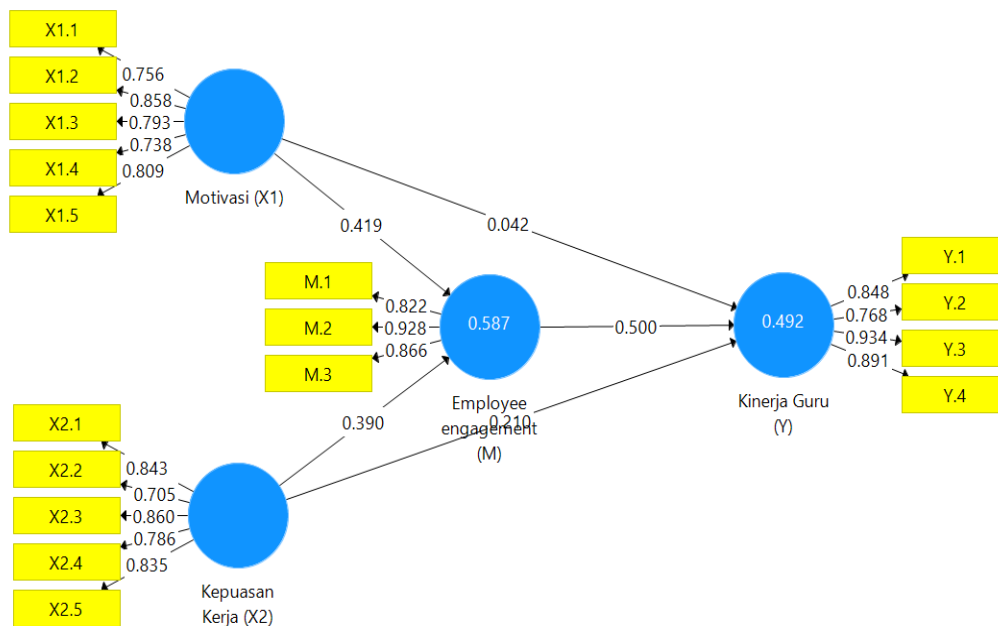 X1.1
X1.2
X1.3
X1.4
X1.5
0.756
0.858
0.793
0.738
0.809
Motivasi (X1)
0.419
0.042
M.1
M.2
M.3
0.822
0.928
0.866
0.587
Employee
engagement
(M)
0.500
0.390
0.210
0.492
Kinerja Guru
(Y)
0.848
0.768
0.934
0.891
Y.1
Y.2
Y.3
Y.4
X2.1
X2.2
X2.3
X2.4
X2.5
0.843
0.705
0.860
0.786
0.835
Kepuasan
Kerja (X2)